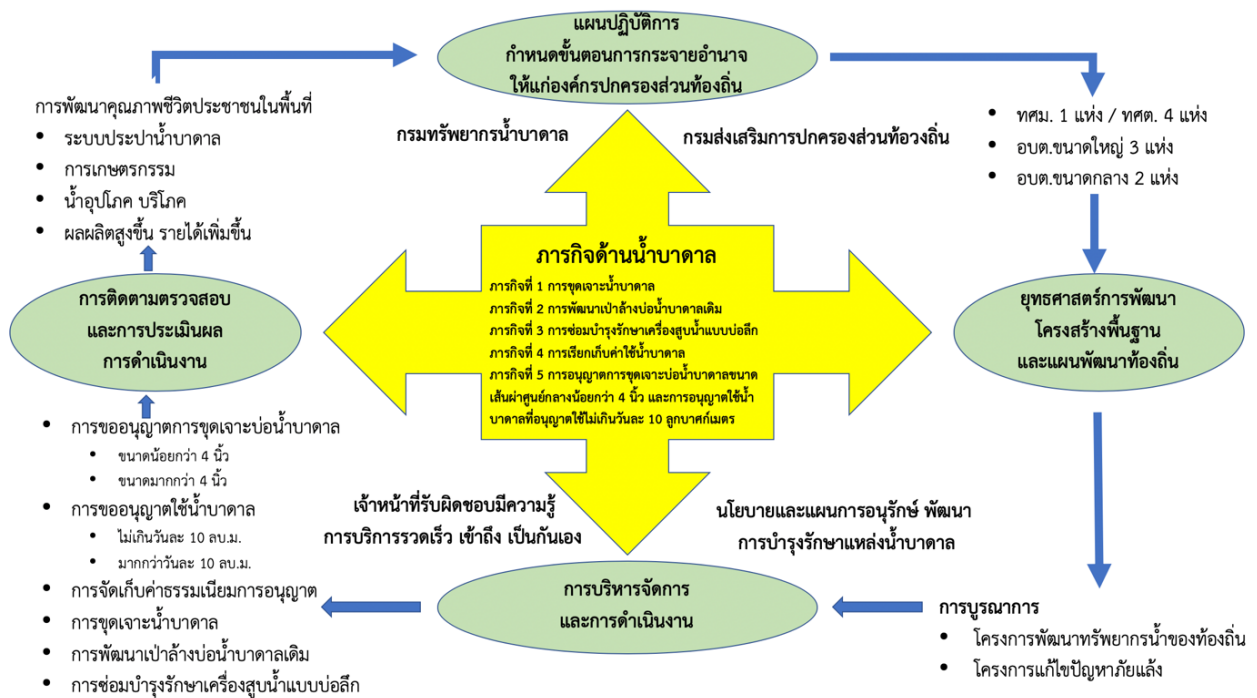 แผนปฏิบัติการ
กำหนดขั้นตอนการกระจายอำนาจ
ให้แก่องค์กรปกครองส่วนท้องถิ่น
การพัฒนาคุณภาพชีวิตประชาชนในพื้นที่
• ระบบประปาน้ำบาดาล
• การเกษตรกรรม
• น้ำอุปโภค บริโภค
• ผลผลิตสูงขึ้น รายได้เพิ่มขึ้น
กรมทรัพยากรน้ำบาดาล
กรมส่งเสริมการปกครองส่วนท้อวงถิ่น
• ทศม. 1 แห่ง / ทศต. 4 แห่ง
• อบต.ขนาดใหญ่ 3 แห่ง
• อบต.ขนาดกลาง 2 แห่ง
ภารกิจด้านน้ำบาดาล
ภารกิจที่ 1 การขุดเจาะน้ำบาดาล
ภารกิจที่ 2 การพัฒนาเป่าล้างบ่อน้ำบาดาลเดิม
ภารกิจที่ 3 การซ่อมบำรุงรักษาเครื่องสูบน้ำแบบบ่อลึก
ภารกิจที่ 4 การเรียกเก็บค่าใช้น้ำบาดาล
ภารกิจที่ 5 การอนุญาตการขุดเจาะบ่อน้ำบาดาลขนาด
เส้นผ่าศูนย์กลางน้อยกว่า 4 นิ้ว และการอนุญาตใช้น้ำ
บาดาลที่อนุญาตใช้ไม่เกินวันละ 10 ลูกบาศก์เมตร
การติดตามตรวจสอบ
และการประเมินผล
การดำเนินงาน
ยุทธศาสตร์การพัฒนา
โครงสร้างพื้นฐาน
และแผนพัฒนาท้องถิ่น
• การขออนุญาตการขุดเจาะบ่อน้ำบาดาล
• ขนาดน้อยกว่า 4 นิ้ว
• ขนาดมากกว่า 4 นิ้ว
• การขออนุญาตใช้น้ำบาดาล
• ไม่เกินวันละ 10 ลบ.ม.
• มากกว่าวันละ 10 ลบ.ม.
• การจัดเก็บค่าธรรมเนียมการอนุญาต
• การขุดเจาะน้ำบาดาล
• การพัฒนาเป่าล้างบ่อน้ำบาดาลเดิม
• การซ่อมบำรุงรักษาเครื่องสูบน้ำแบบบ่อลึก
เจ้าหน้าที่รับผิดชอบมีความรู้
การบริการรวดเร็ว เข้าถึง เป็นกันเอง
นโยบายและแผนการอนุรักษ์ พัฒนา
การบำรุงรักษาแหล่งน้ำบาดาล
การบริหารจัดการ
และการดำเนินงาน
การบูรณาการ
• โครงการพัฒนาทรัพยากรน้ำของท้องถิ่น
• โครงการแก้ไขปัญหาภัยแล้ง